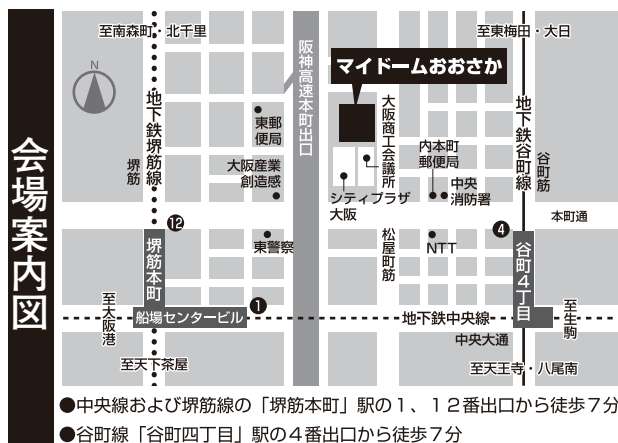 会場案内図
至南森町・北千里
至東梅田・大日
N
阪神高速本町出口
マイドームおおさか
地下鉄堺筋線
堺筋
東郵
便局
大阪産業
創造感
大阪商工会議所
内本町
郵便局
地下鉄谷町線
谷町筋
シティプラザ
大阪
中央
消防署
本町通
⓬
東警察
松屋町筋
NTT
❹
堺筋本町
谷町4丁目
至大阪港
船場センタービル
❶
地下鉄中央線
至生駒
中央大通
至天下茶屋
至天王寺・八尾南
●中央線および堺筋線の「堺筋本町」駅の１、１２番出口から徒歩７分
●谷町線「谷町四丁目」駅の４番出口から徒歩７分